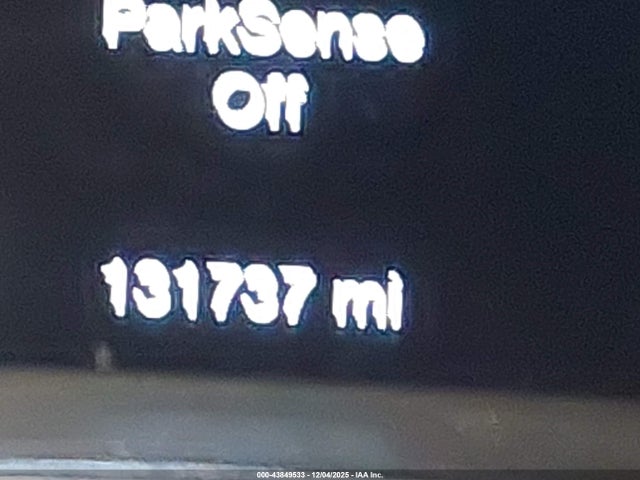 ParkSense
Off
131737 mi
000-43849533 - 12/04/2025 - IAA Inc.